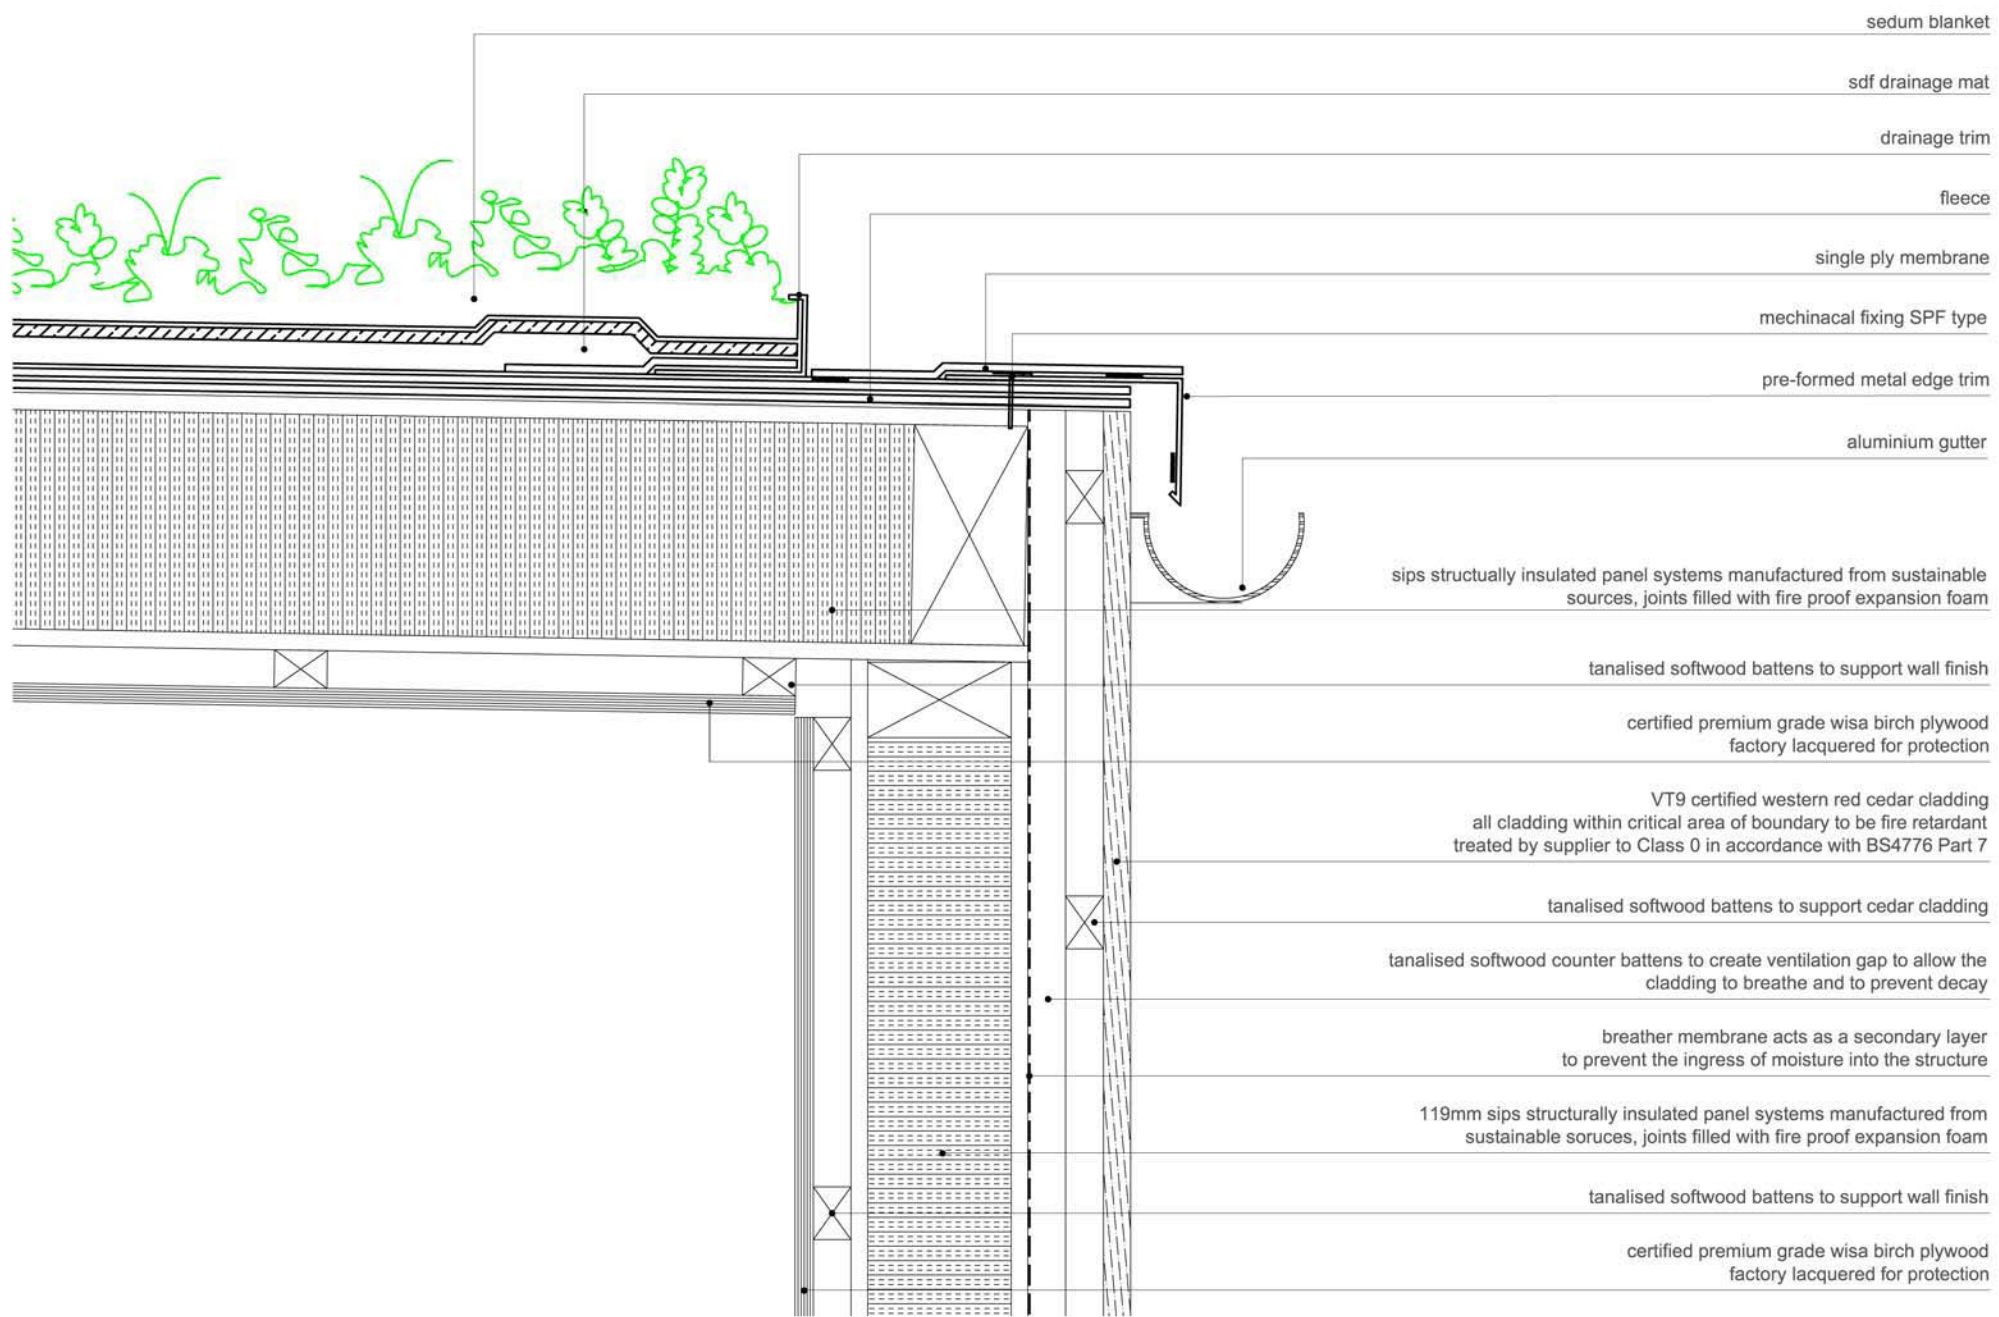 sedum blanket
sdf drainage mat
drainage trim
fleece
single ply membrane
mechinacal fixing SPF type
pre-formed metal edge trim
aluminium gutter
sips structually insulated panel systems manufactured from sustainable
sources, joints filled with fire proof expansion foam
tanalised softwood battens to support wall finish
certified premium grade wisa birch plywood
factory lacquered for protection
VT9 certified western red cedar cladding
all cladding within critical area of boundary to be fire retardant
treated by supplier to Class 0 in accordance with BS4776 Part 7
tanalised softwood battens to support cedar cladding
tanalised softwood counter battens to create ventilation gap to allow the
cladding to breathe and to prevent decay
breather membrane acts as a secondary layer
to prevent the ingress of moisture into the structure
119mm sips structurally insulated panel systems manufactured from
sustainable soruces, joints filled with fire proof expansion foam
tanalised softwood battens to support wall finish
certified premium grade wisa birch plywood
factory lacquered for protection